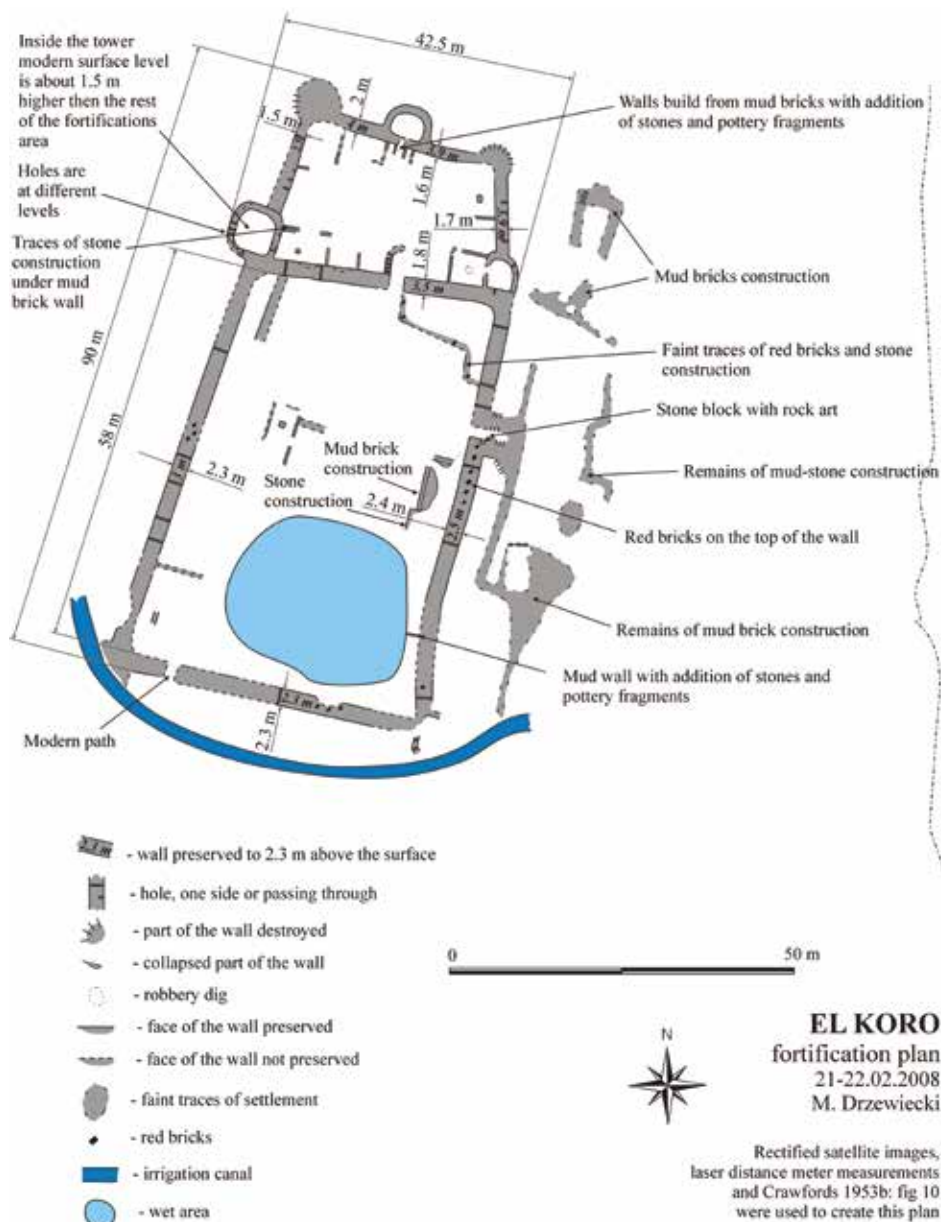 Inside the tower
modern surface level
is about 1.5 m
higher then the rest
of the fortifications
area
Holes are
at different
levels
Traces of stone
construction
under mud
brick wall
42.5 m
2 m
1.5 m
1.6 m
1.7 m
1.8 m
3,5 m
90 m
58 m
Walls build from mud bricks with addition
of stones and pottery fragments
Mud bricks construction
Faint traces of red bricks and stone
construction
Stone block with rock art
Remains of mud-stone construction
Red bricks on the top of the wall
Remains of mud brick construction
Mud wall with addition of stones and
pottery fragments
Mud brick
construction
Stone
construction
2.3 m
2.4 m
2,5 m
2.3 m
2.3 m
Modern path
2.3 m
- wall preserved to 2.3 m above the surface
- hole, one side or passing through
- part of the wall destroyed
- collapsed part of the wall
- robbery dig
- face of the wall preserved
- face of the wall not preserved
- faint traces of settlement
- red bricks
- irrigation canal
- wet area
0
50 m
N
EL KORO
fortification plan
21-22.02.2008
M. Drzewiecki
Rectified satellite images,
laser distance meter measurements
and Crawfords 1953b: fig 10
were used to create this plan